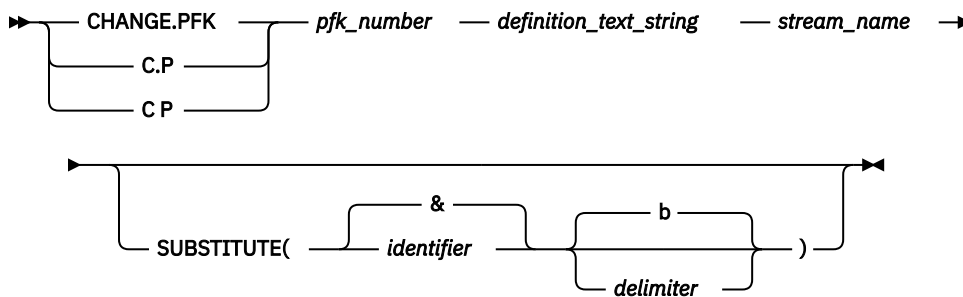 CHANGE.PFK pfk_number definition_text_string stream_name
C.P
C P
&
b
SUBSTITUTE( identifier )
delimiter